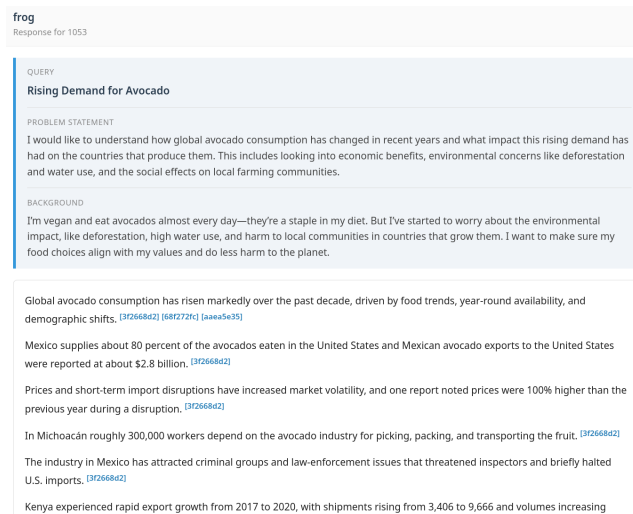 frog
Response for 1053
QUERY
Rising Demand for Avocado
PROBLEM STATEMENT
I would like to understand how global avocado consumption has changed in recent years and what impact this rising demand has
had on the countries that produce them. This includes looking into economic benefits, environmental concerns like deforestation
and water use, and the social effects on local farming communities.
BACKGROUND
I'm vegan and eat avocados almost every day—they're a staple in my diet. But I've started to worry about the environmental
impact, like deforestation, high water use, and harm to local communities in countries that grow them. I want to make sure my
food choices align with my values and do less harm to the planet.
Global avocado consumption has risen markedly over the past decade, driven by food trends, year-round availability, and
demographic shifts. [3f2668d2] [68f272fc] [aaea5e35]
Mexico supplies about 80 percent of the avocados eaten in the United States and Mexican avocado exports to the United States
were reported at about $2.8 billion. [3f2668d2]
Prices and short-term import disruptions have increased market volatility, and one report noted prices were 100% higher than the
previous year during a disruption. [3f2668d2]
In Michoacán roughly 300,000 workers depend on the avocado industry for picking, packing, and transporting the fruit. [3f2668d2]
The industry in Mexico has attracted criminal groups and law-enforcement issues that threatened inspectors and briefly halted
U.S. imports. [3f2668d2]
Kenya experienced rapid export growth from 2017 to 2020, with shipments rising from 3,406 to 9,666 and volumes increasing